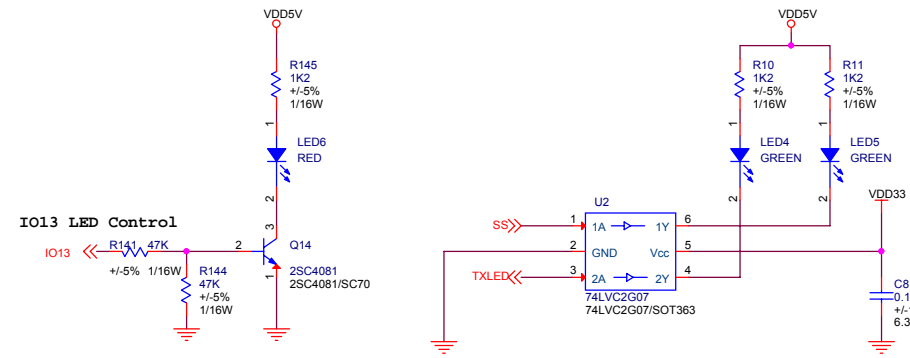 VDD5V
R145
1K2
+/-5%
1/16W
1
LED6
RED
2
IO13 LED Control
IO13
R141 47K
+/-5% 1/16W
R144
47K
+/-5%
1/16W
2
3
1
Q14
2SC4081
2SC4081/SC70
VDD5V
R10
1K2
+/-5%
1/16W
R11
1K2
+/-5%
1/16W
1
LED4
GREEN
2
1
LED5
GREEN
2
VDD33
U2
SS
1
1A
1Y
6
2
GND
Vcc
5
TXLED
3
2A
2Y
4
74LVC2G07
74LVC2G07/SOT363
C8
0.1
+/-
6.3